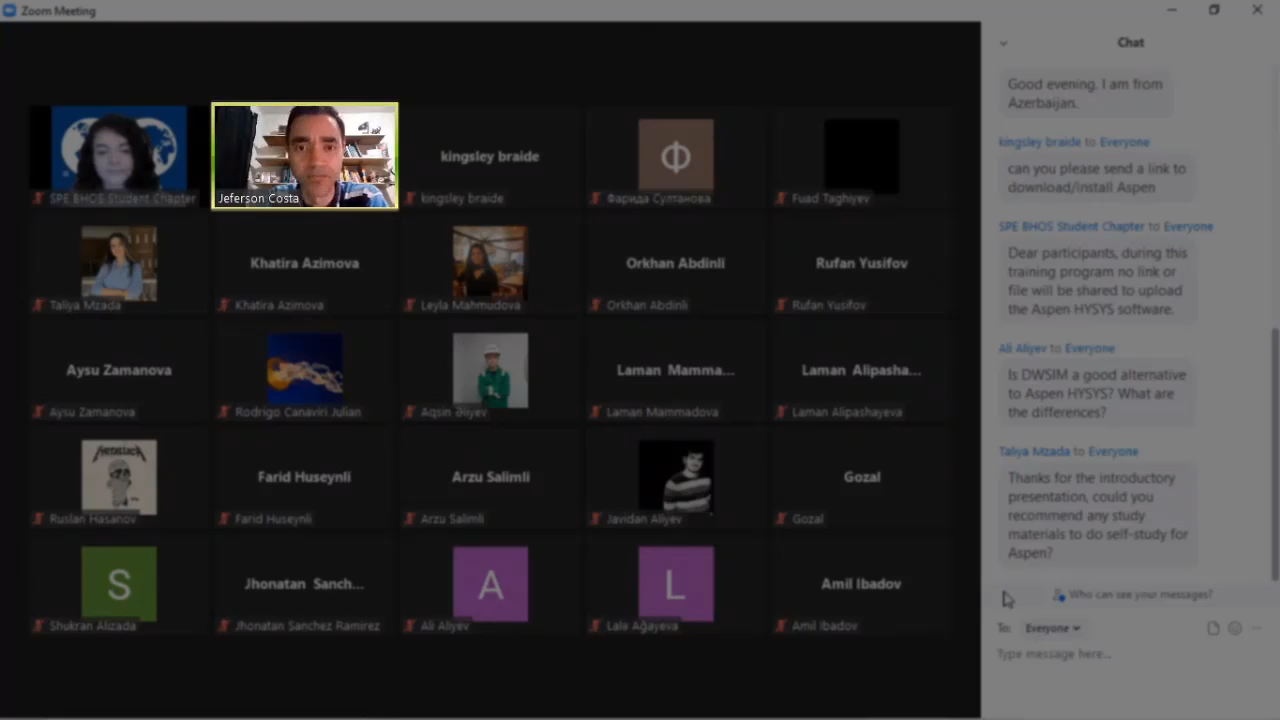 Zoom Meeting
Chat
Good evening. I am from
Azerbaijan.
kingsley braide to Everyone
can you please send a link to
download/install Aspen
SPE BHOS Student Chapter to Everyone
Dear participants, during this
training program no link or
file will be shared to upload
the Aspen HYSYS software.
Ali Aliyev to Everyone
Is DWSIM a good alternative
to Aspen HYSYS? What are
the differences?
Taliya Mzada to Everyone
Thanks for the introductory
presentation, could you
recommend any study
materials to do self-study for
Aspen?
Who can see your messages?
To: Everyone
Type message here...
SPE BHOS Student Chapter
Jeferson Costa
kingsley braide
kingsley braide
Ф
Фарида Султанова
Fuad Taghiyev
Taliya Mzada
Khatira Azimova
Khatira Azimova
Leyla Mahmudova
Orkhan Abdinli
Orkhan Abdinli
Rufan Yusifov
Rufan Yusifov
Aysu Zamanova
Aysu Zamanova
Rodrigo Canaviri Julian
Aqsin Əliyev
Laman Mamma...
Laman Mammadova
Laman Alipasha...
Laman Alipashayeva
Metallica
Ruslan Hasanov
Farid Huseynli
Farid Huseynli
Arzu Salimli
Arzu Salimli
Javidan Aliyev
Gozal
Gozal
S
Shukran Alizada
Jhonatan Sanch...
Jhonatan Sanchez Ramirez
A
Ali Aliyev
L
Lala Ağayeva
Amil Ibadov
Amil Ibadov